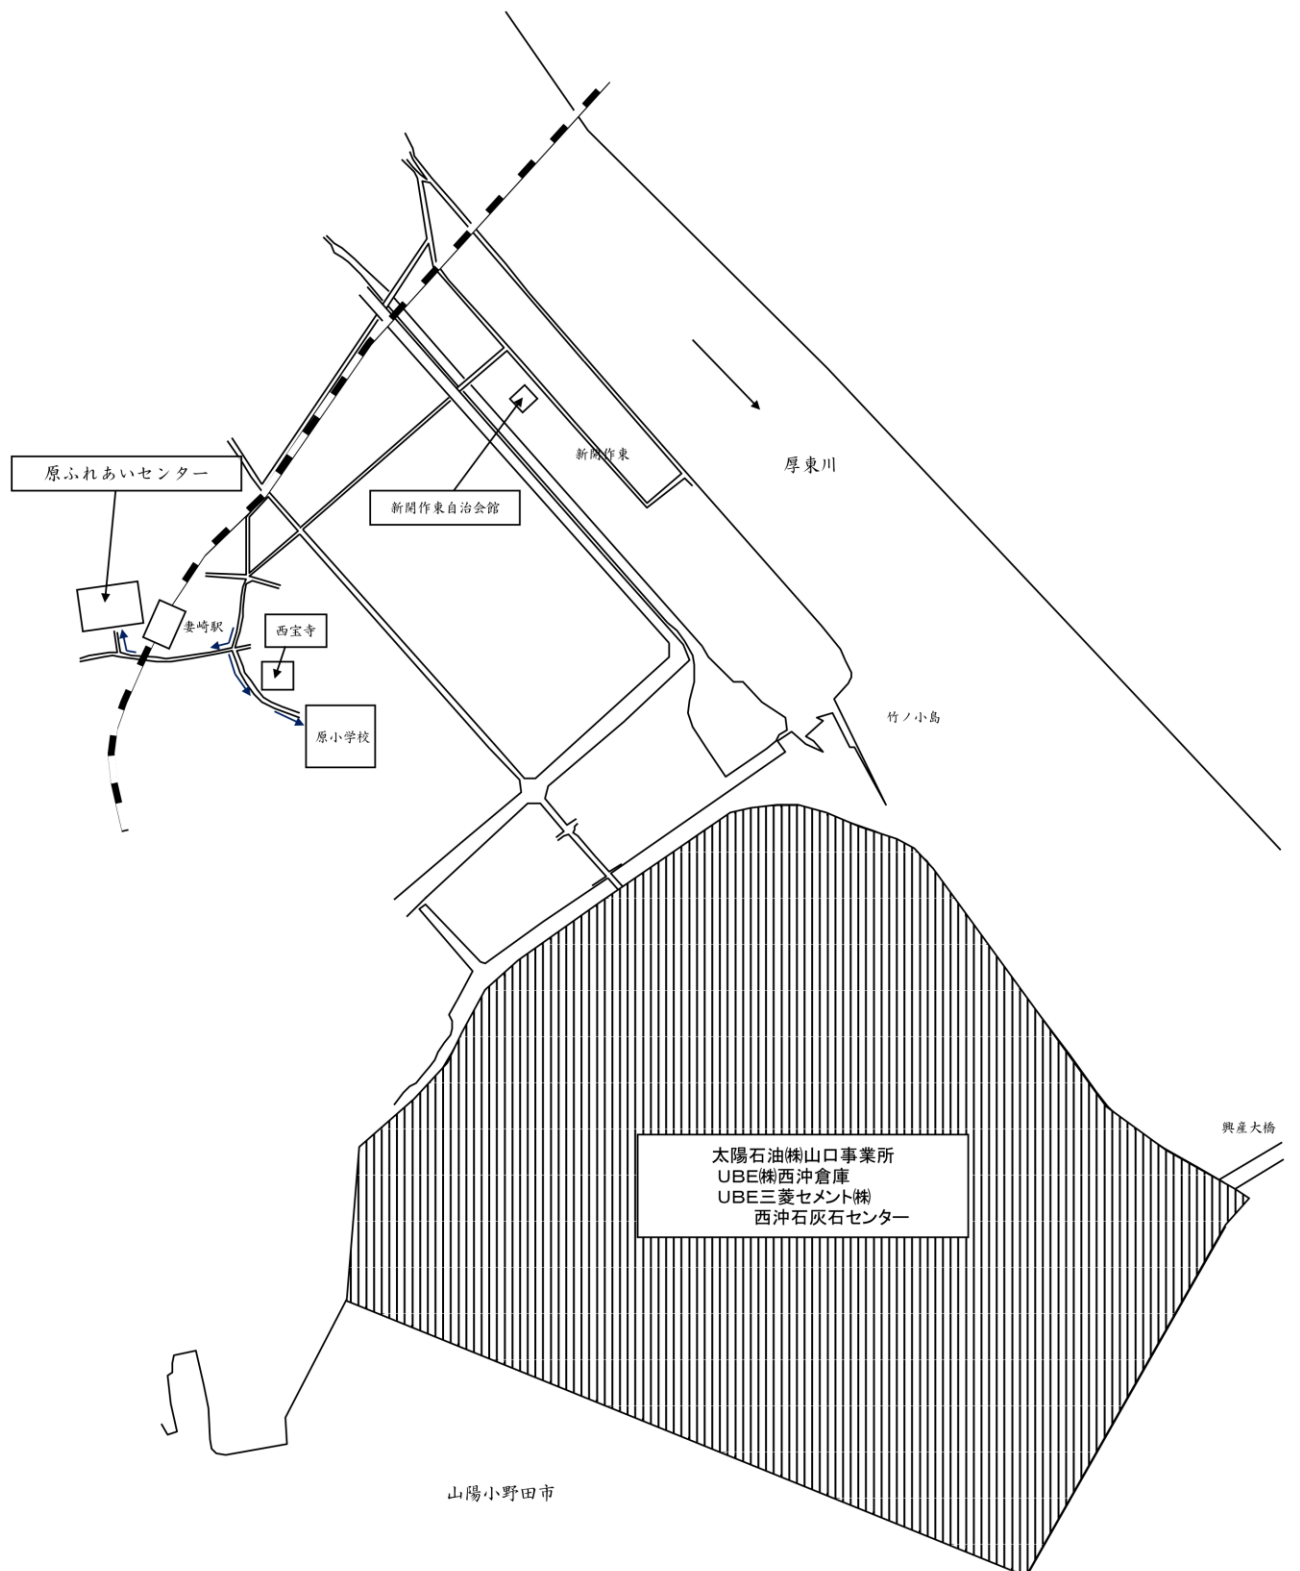 新開作東
厚東川
原ふれあいセンター
新開作東自治会館
妻崎駅
西宝寺
竹ノ小島
原小学校
興産大橋
太陽石油㈱山口事業所
UBE㈱西沖倉庫
UBE三菱セメント㈱
西沖石灰石センター
山陽小野田市